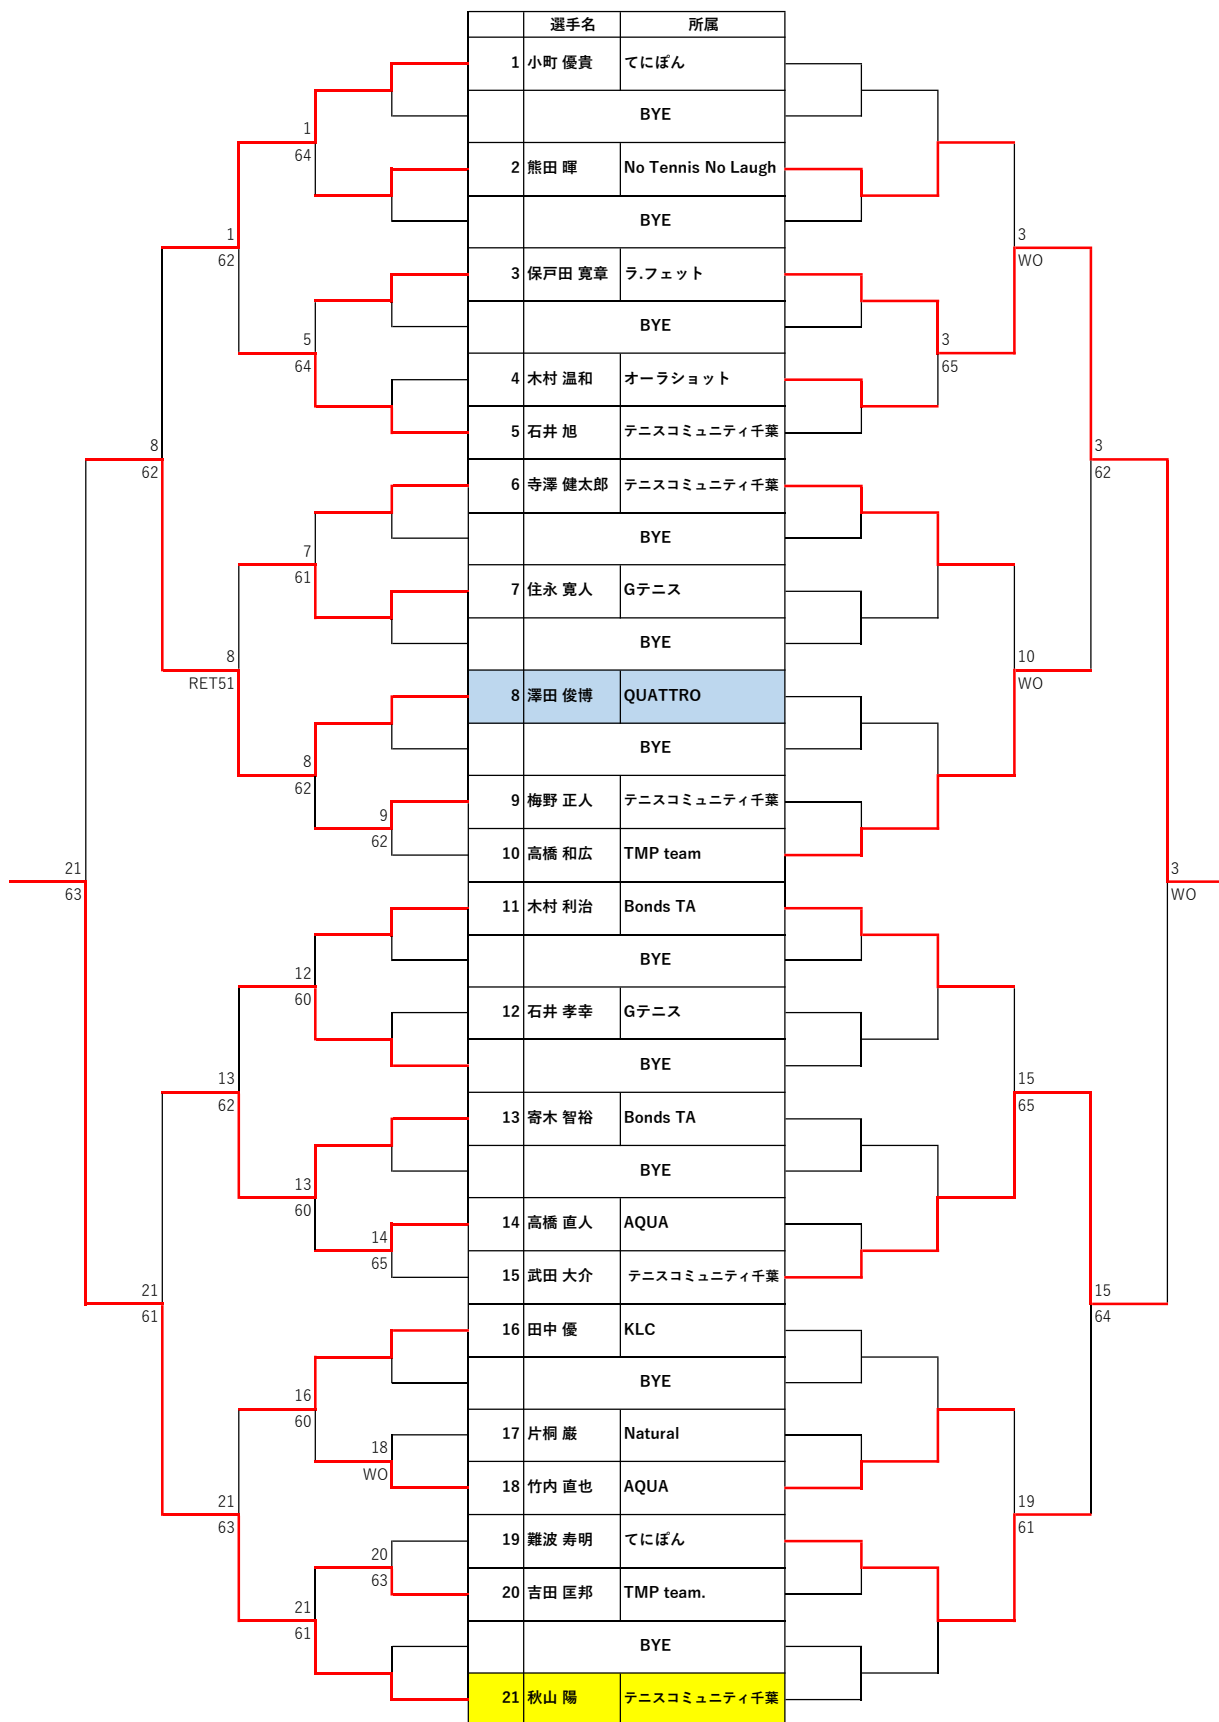 選手名 所属
1 小町 優貴 てにぽん
BYE
1
64
2 熊田 暉 No Tennis No Laugh
BYE
1
62
3
WO
3 保戸田 寛章 ラ.フェット
BYE
5
64
3
65
4 木村 温和 オーラショット
5 石井 旭 テニスコミュニティ千葉
8
62
3
62
6 寺澤 健太郎 テニスコミュニティ千葉
BYE
7
61
7 住永 寛人 Gテニス
BYE
8
RET51
10
WO
8 澤田 俊博 QUATTRO
BYE
8
62
9 梅野 正人 テニスコミュニティ千葉
9
62
10 高橋 和広 TMP team
21
63
3
WO
11 木村 利治 Bonds TA
BYE
12
60
12 石井 孝幸 Gテニス
BYE
13
62
15
65
13 寄木 智裕 Bonds TA
BYE
13
60
14 高橋 直人 AQUA
14
65
15 武田 大介 テニスコミュニティ千葉
21
61
15
64
16 田中 優 KLC
BYE
16
60
17 片桐 巌 Natural
18
WO
18 竹内 直也 AQUA
21
63
19
61
19 難波 寿明 てにぽん
20
63
20 吉田 匡邦 TMP team.
21
61
BYE
21 秋山 陽 テニスコミュニティ千葉